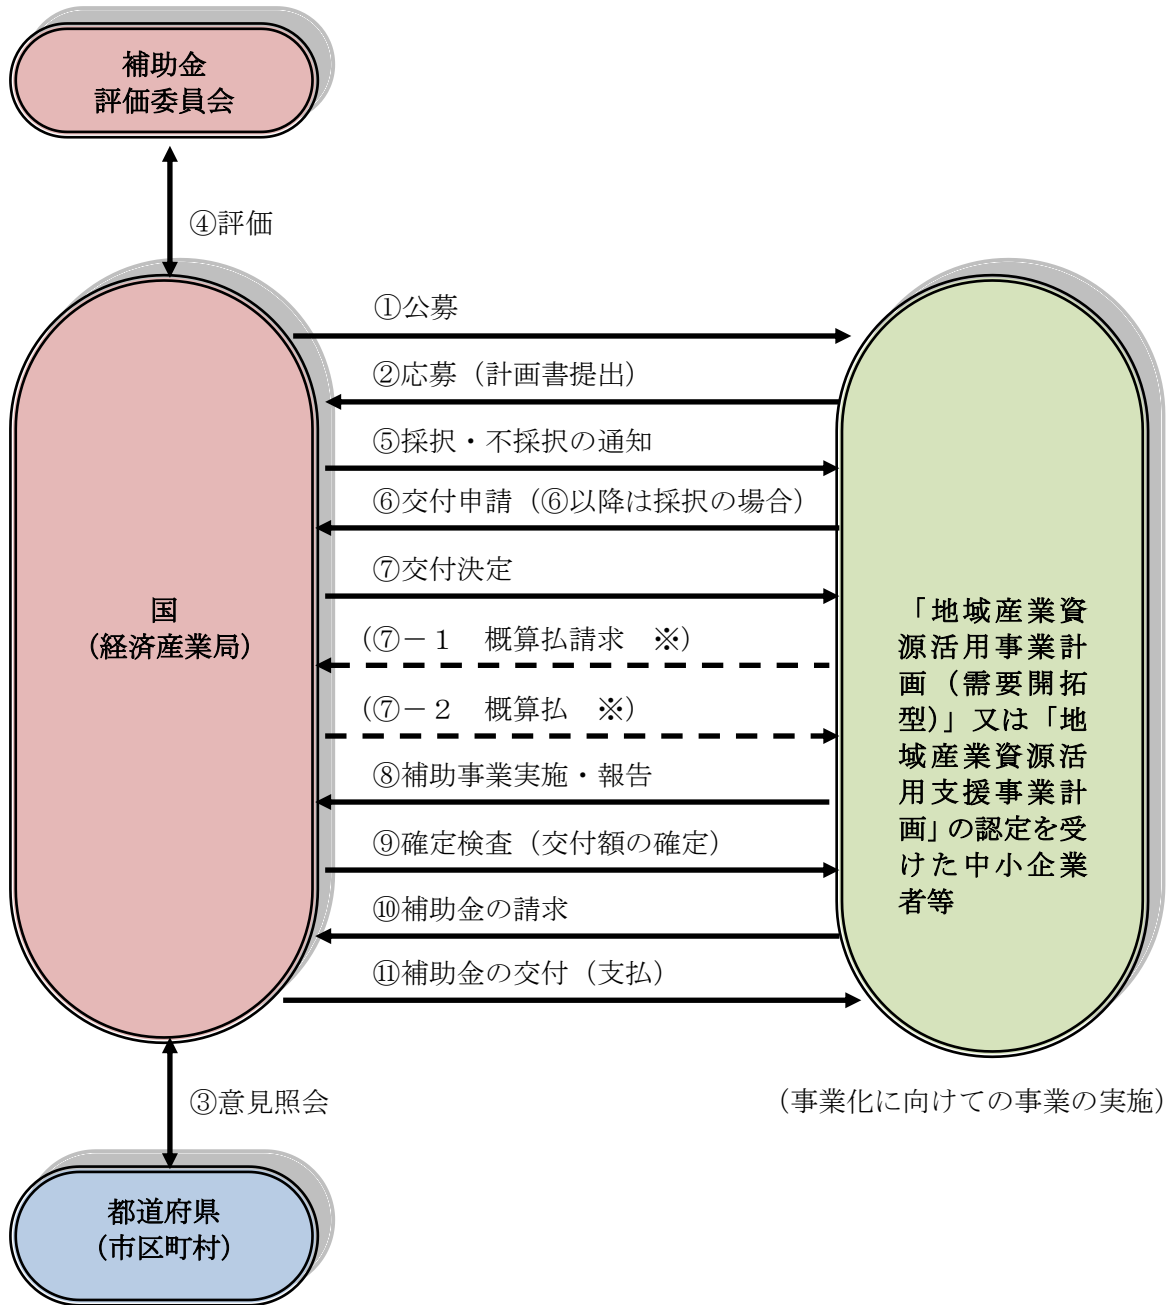 補助金
評価委員会
④評価
①公募
②応募（計画書提出）
⑤採択・不採択の通知
⑥交付申請（⑥以降は採択の場合）
⑦交付決定
（⑦－１　概算払請求　※）
（⑦－２　概算払　※）
⑧補助事業実施・報告
⑨確定検査（交付額の確定）
⑩補助金の請求
⑪補助金の交付（支払）
国
（経済産業局）
「地域産業資
源活用事業計
画（需要開拓
型）」又は「地
域産業資源活
用支援事業計
画」の認定を受
けた中小企業
者等
③意見照会
（事業化に向けての事業の実施）
都道府県
（市区町村）